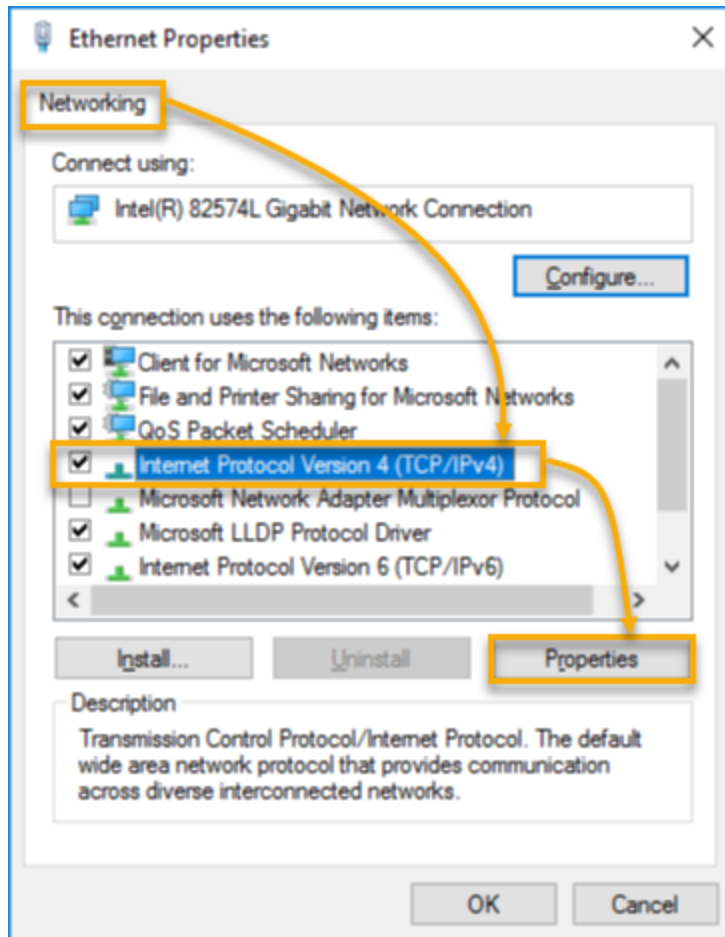 Ethernet Properties
Networking
Connect using:
Intel(R) 82574L Gigabit Network Connection
Configure...
This connection uses the following items:
Client for Microsoft Networks
File and Printer Sharing for Microsoft Networks
QoS Packet Scheduler
Internet Protocol Version 4 (TCP/IPv4)
Microsoft Network Adapter Multiplexor Protocol
Microsoft LLDP Protocol Driver
Internet Protocol Version 6 (TCP/IPv6)
Install... Uninstall Properties
Description
Transmission Control Protocol/Internet Protocol. The default
wide area network protocol that provides communication
across diverse interconnected networks.
OK Cancel